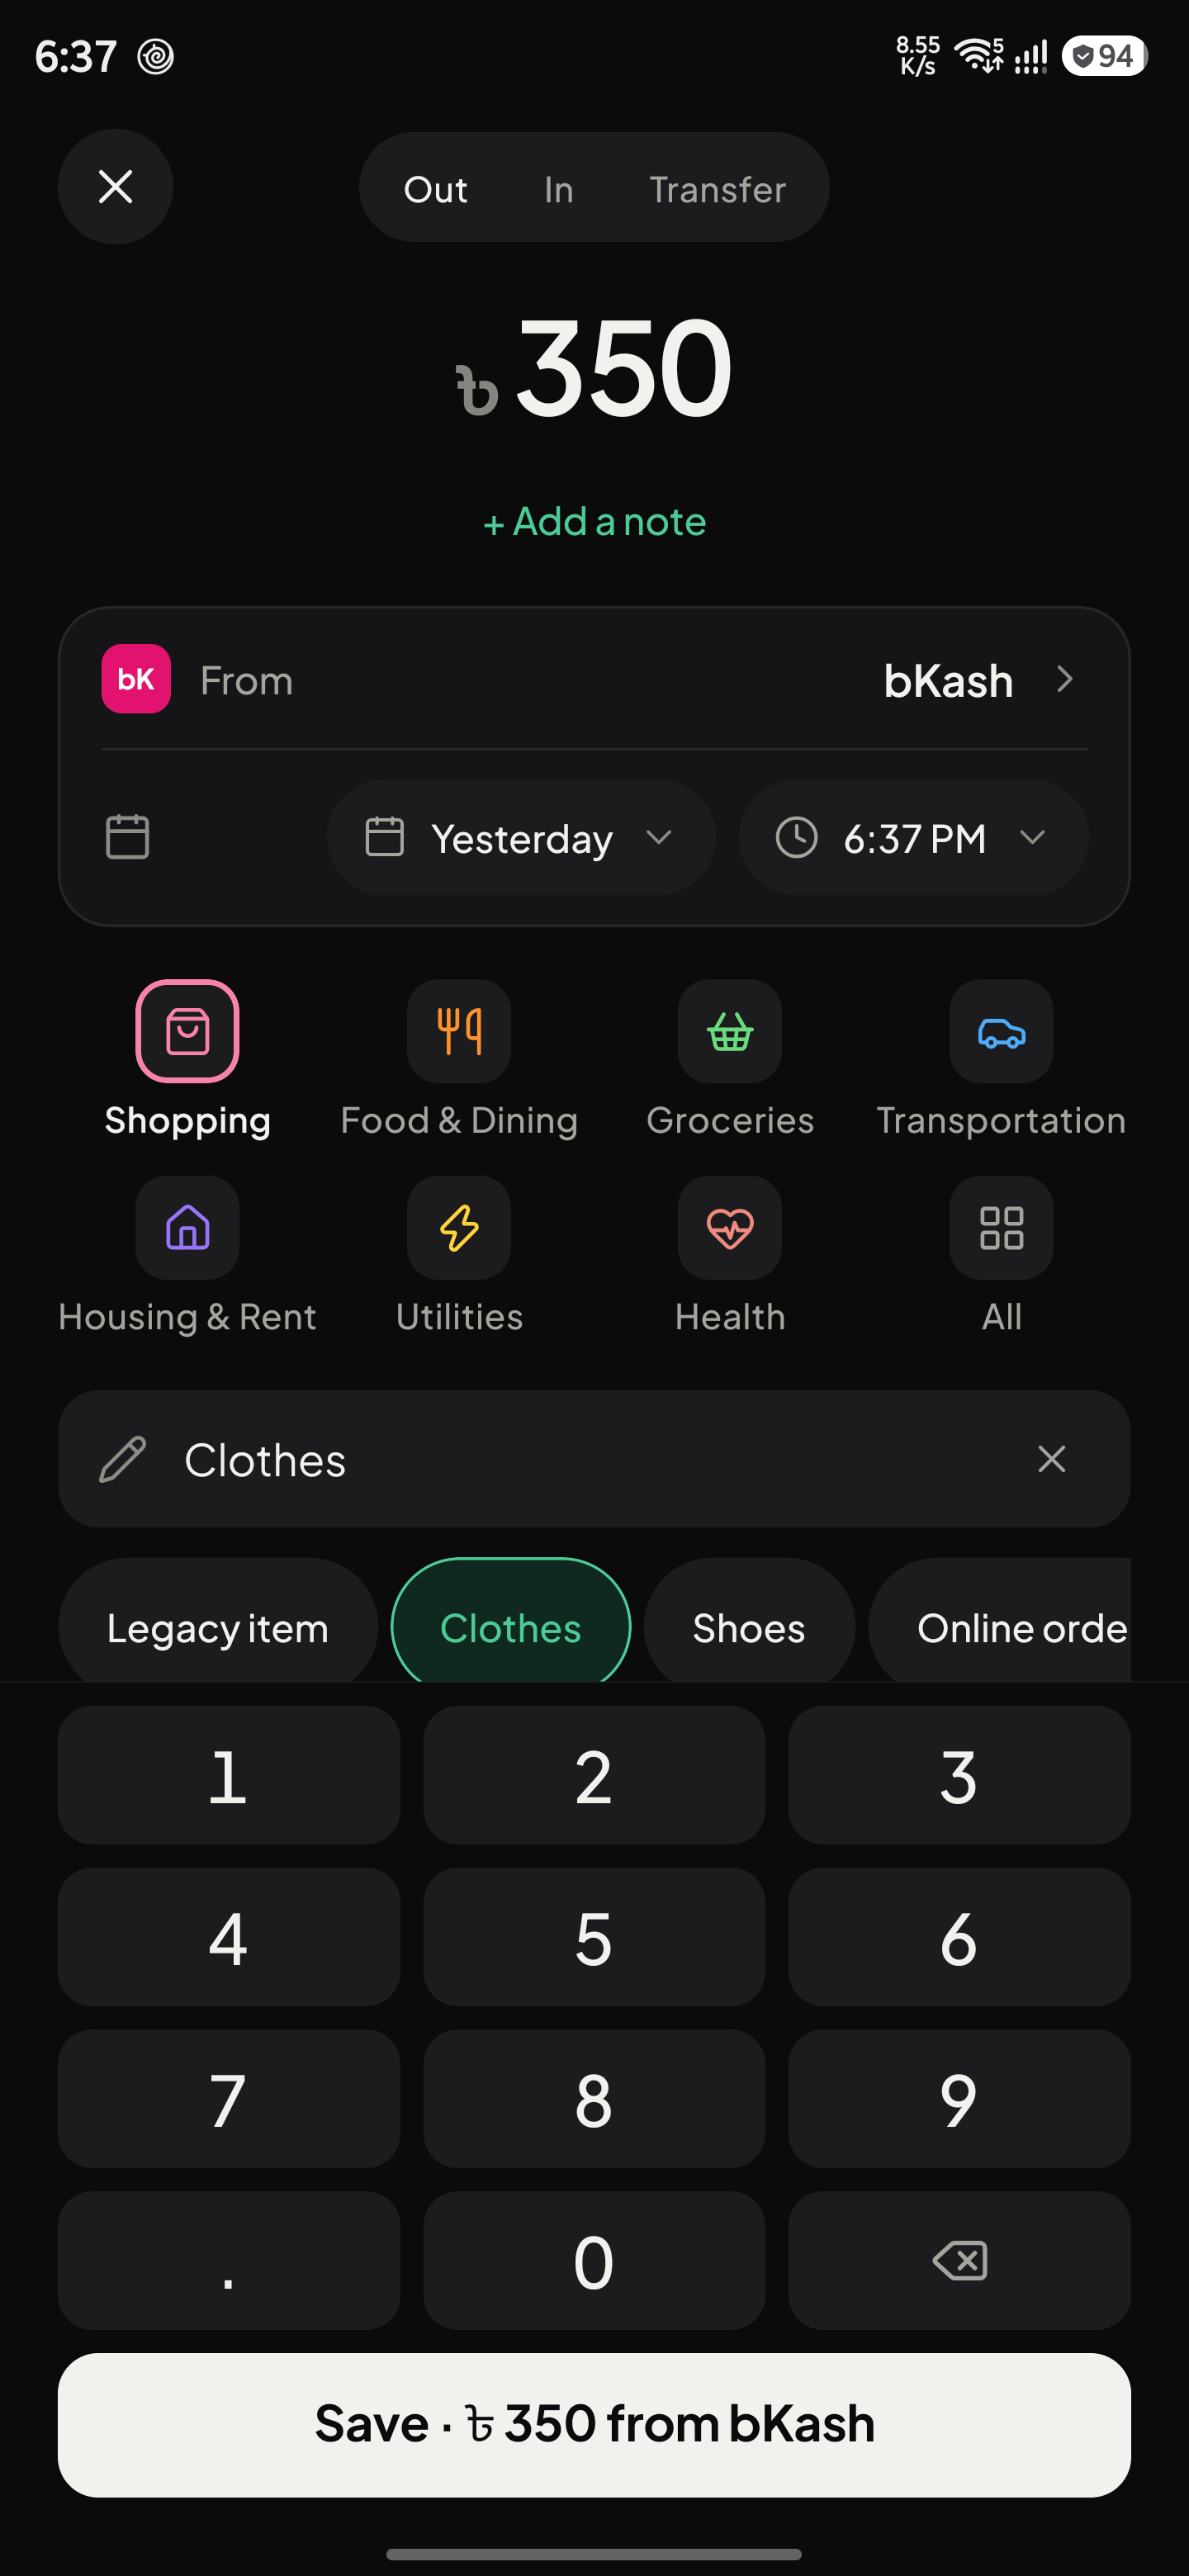 6:37
8.55 K/s 5 94
Out In Transfer
৳ 350
+ Add a note
bK From bKash
Yesterday 6:37 PM
Shopping Food & Dining Groceries Transportation
Housing & Rent Utilities Health All
Clothes
Legacy item Clothes Shoes Online orde
1 2 3
4 5 6
7 8 9
. 0
Save · ৳ 350 from bKash